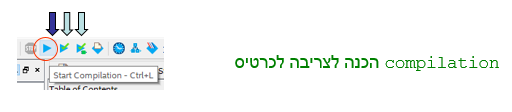 compilation הכנה לצריבה לכרטיס
Start Compilation - Ctrl+L
Table of Contents